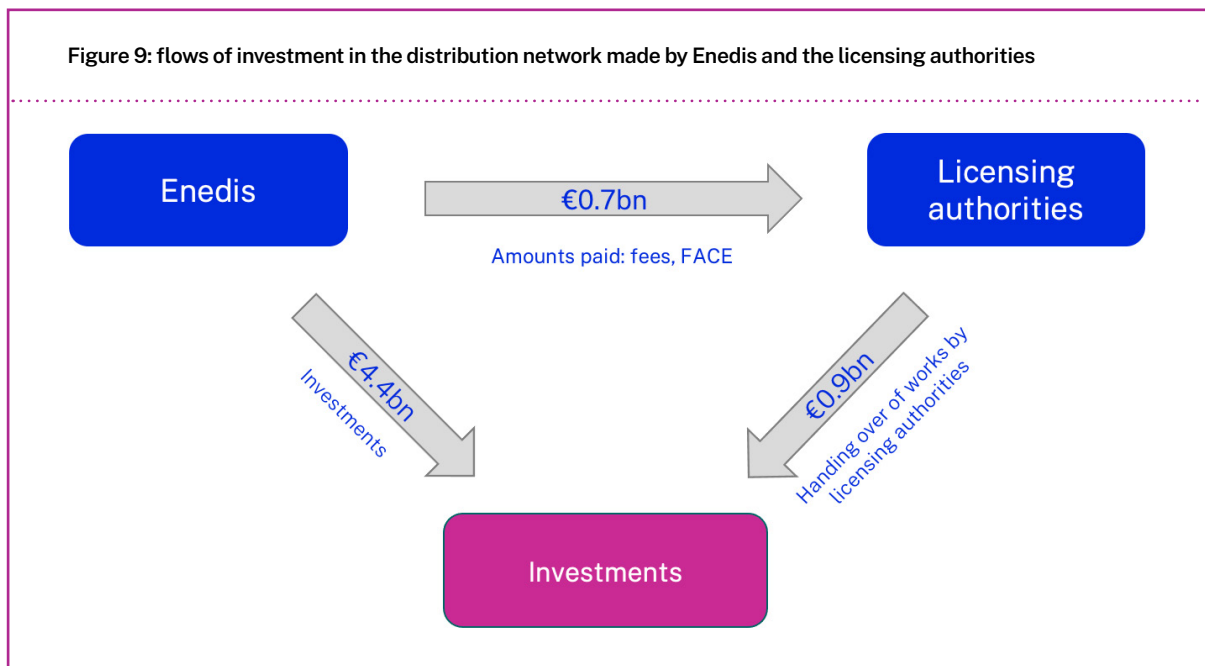 Figure 9: flows of investment in the distribution network made by Enedis and the licensing authorities
Enedis
€0.7bn
Licensing
authorities
Amounts paid: fees, FACE
€4.4bn
Investments
€0.9bn
Handing over of works by
licensing authorities
Investments